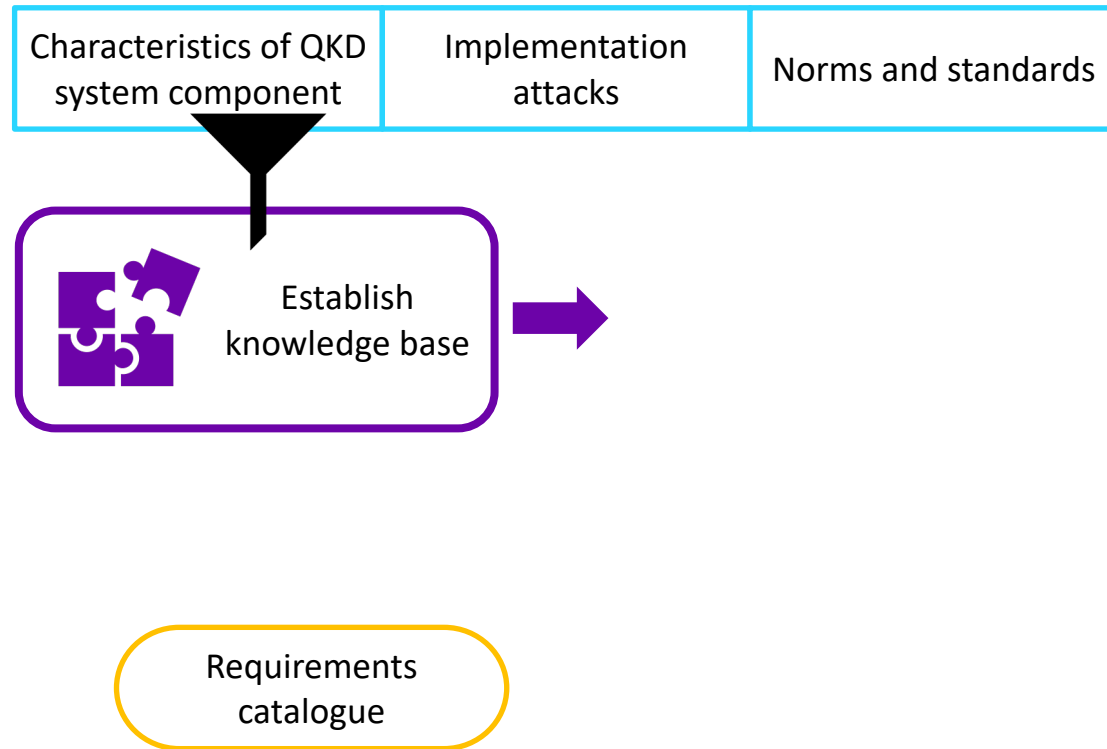 Characteristics of QKD
system component
Implementation
attacks
Norms and standards
Establish
knowledge base
Requirements
catalogue